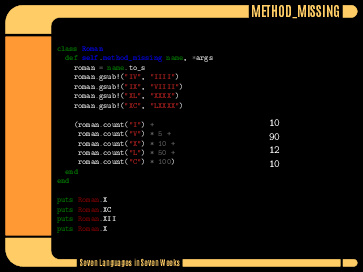 METHOD_MISSING
class Roman
def self.method_missing name, *args
roman = name.to_s
roman.gsub!("IV", "IIII")
roman.gsub!("IX", "VIIII")
roman.gsub!("XL", "XXXX")
roman.gsub!("XC", "LXXXX")
(roman.count("I") +
roman.count("V") * 5 +
roman.count("X") * 10 +
roman.count("L") * 50 +
roman.count("C") * 100)
end
end
puts Roman.X
puts Roman.XC
puts Roman.XII
puts Roman.X
10
90
12
10
Seven Languages in Seven Weeks